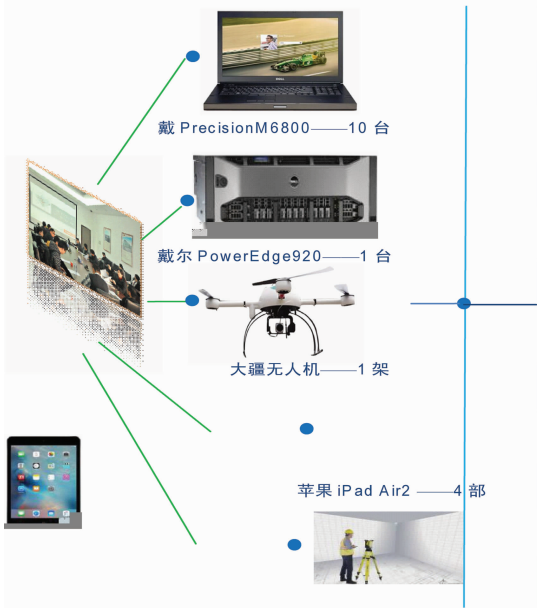 戴 PrecisionM6800——10 台
戴尔 PowerEdge920——1 台
大疆无人机——1 架
苹果 iPad Air2 ——4 部